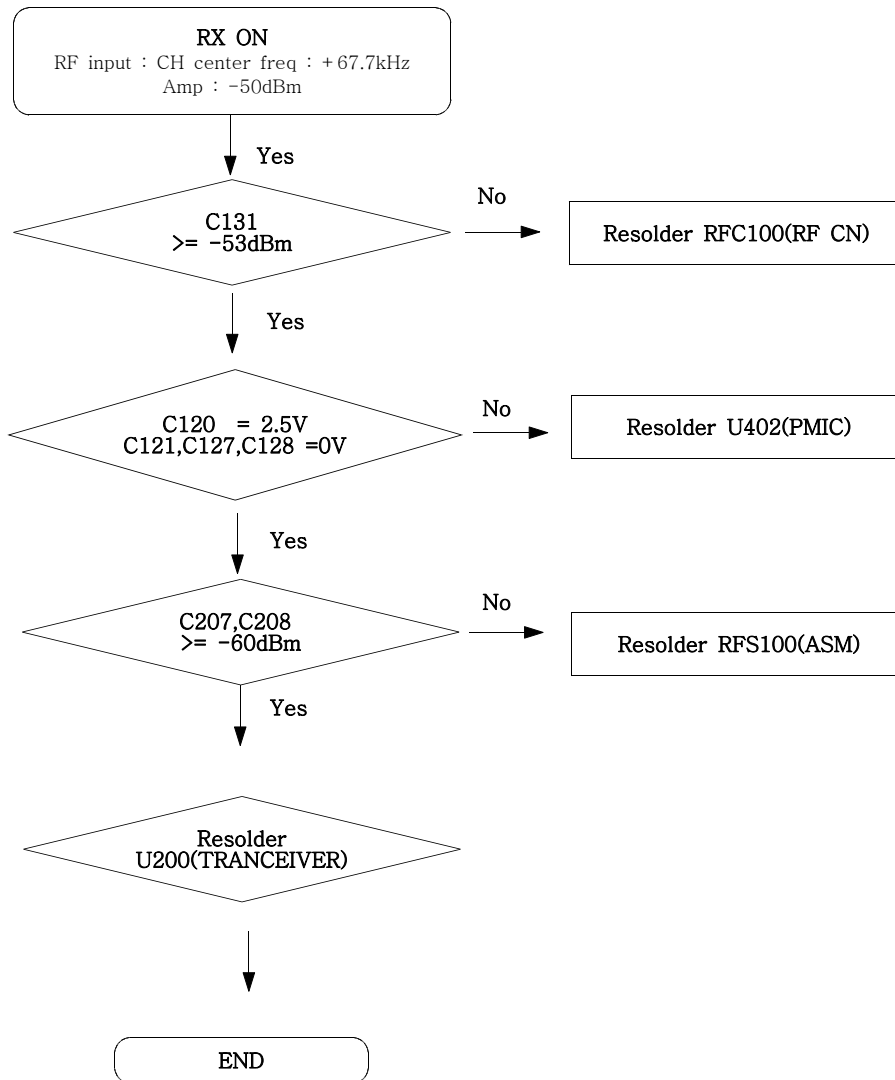 RX ON
RF input : CH center freq : +67.7kHz
Amp : -50dBm
Yes
C131
>= -53dBm
No
Resolder RFC100(RF CN)
Yes
C120 = 2.5V
C121,C127,C128 =0V
No
Resolder U402(PMIC)
Yes
C207,C208
>= -60dBm
No
Resolder RFS100(ASM)
Yes
Resolder
U200(TRANCEIVER)
END